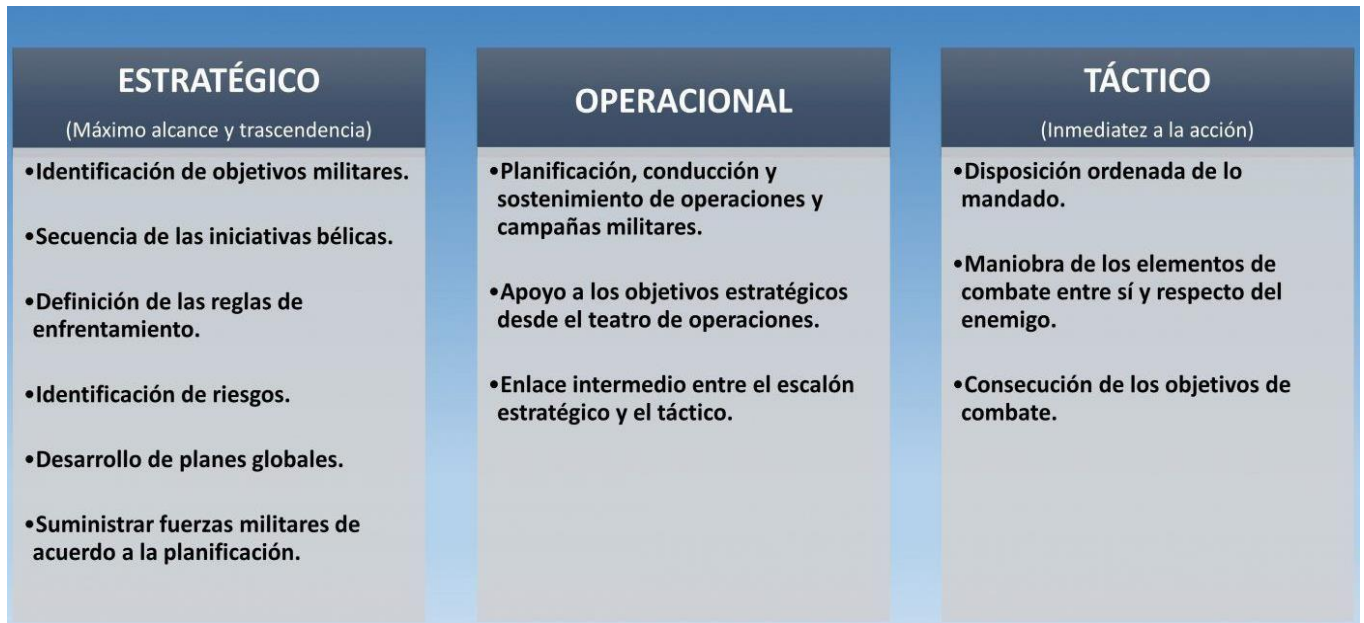 ESTRATÉGICO
(Máximo alcance y trascendencia)
•Identificación de objetivos militares.
•Secuencia de las iniciativas bélicas.
•Definición de las reglas de
enfrentamiento.
•Identificación de riesgos.
•Desarrollo de planes globales.
•Suministrar fuerzas militares de
acuerdo a la planificación.
OPERACIONAL
•Planificación, conducción y
sostenimiento de operaciones y
campañas militares.
•Apoyo a los objetivos estratégicos
desde el teatro de operaciones.
•Enlace intermedio entre el escalón
estratégico y el táctico.
TÁCTICO
(Inmediatez a la acción)
•Disposición ordenada de lo
mandado.
•Maniobra de los elementos de
combate entre sí y respecto del
enemigo.
•Consecución de los objetivos de
combate.